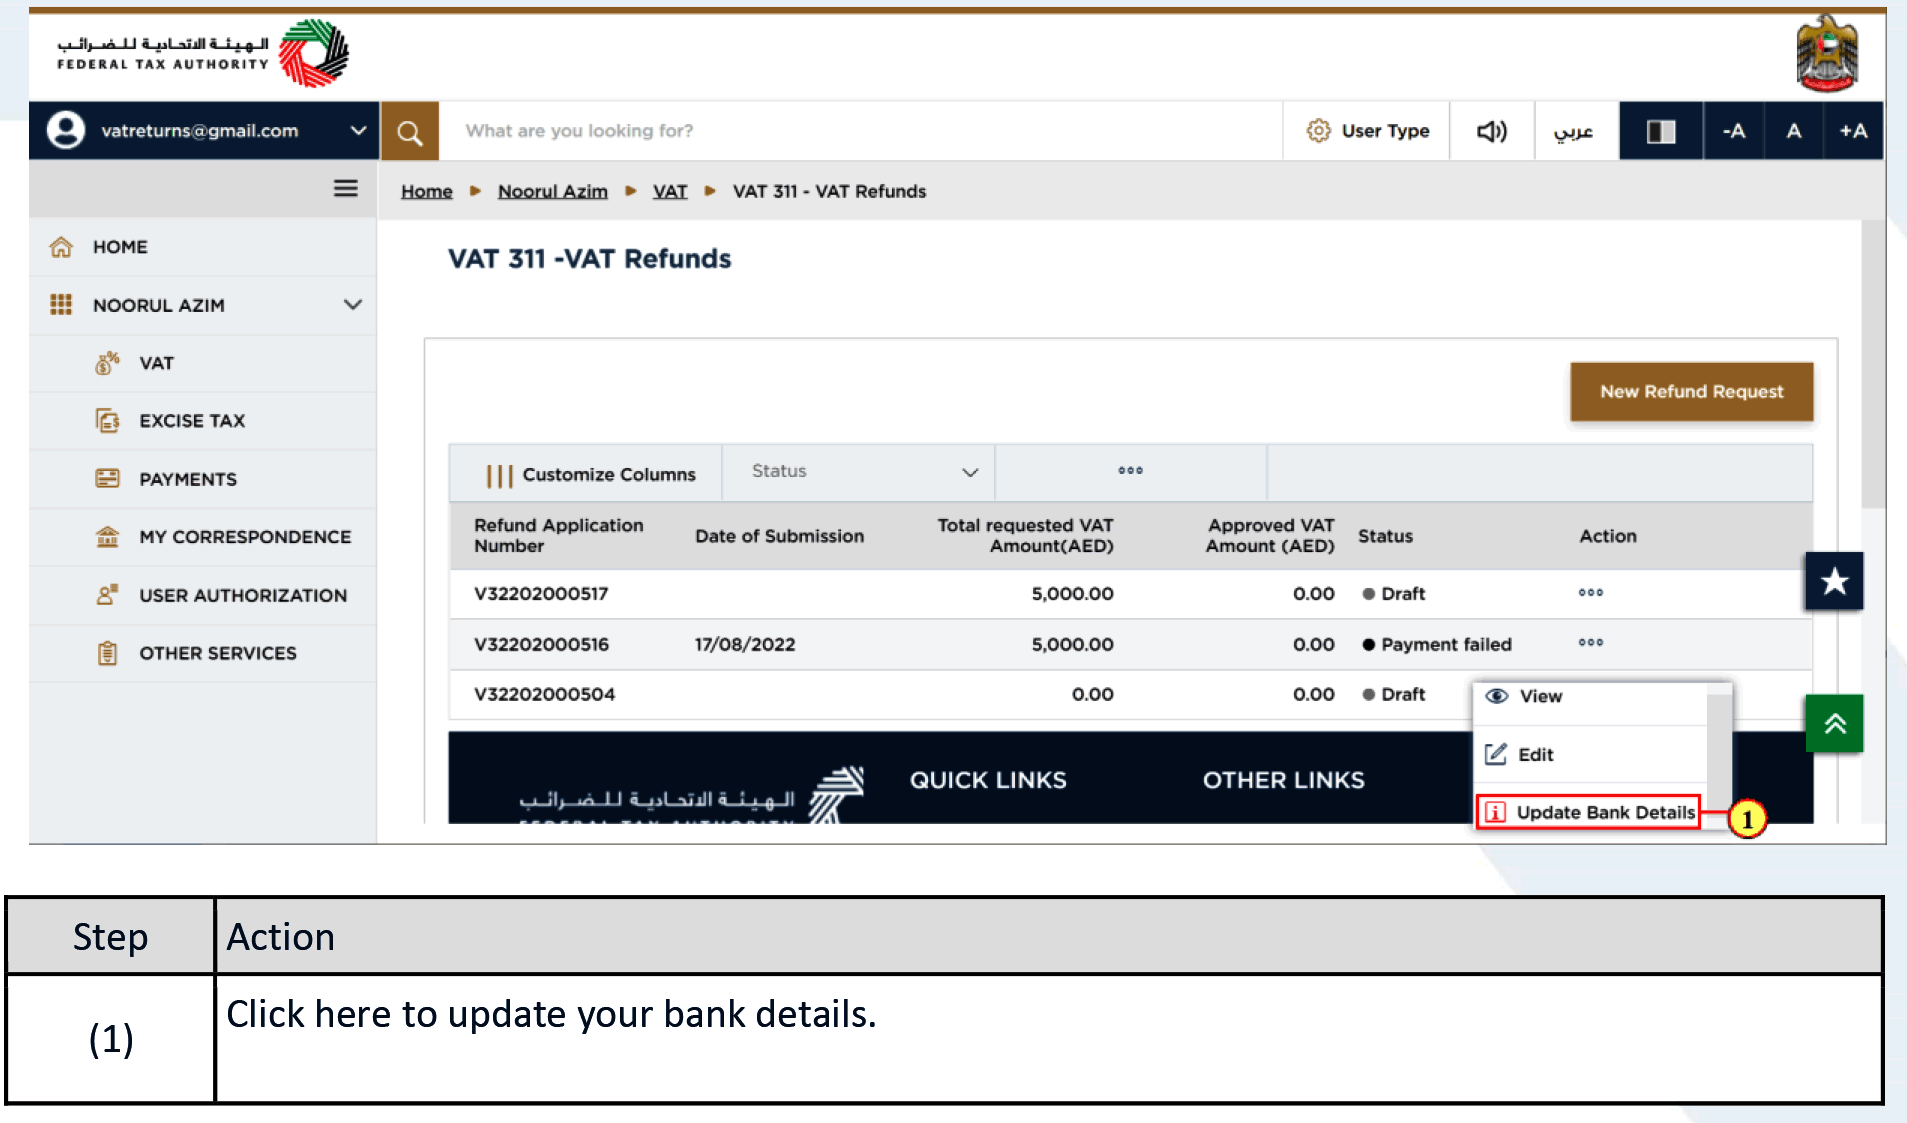 الهيئة الاتحادية للضرائب
FEDERAL TAX AUTHORITY
vatreturns@gmail.com
What are you looking for?
User Type
عربي
-A
A
+A
Home
Noorul Azim
VAT
VAT 311 - VAT Refunds
HOME
NOORUL AZIM
VAT
EXCISE TAX
PAYMENTS
MY CORRESPONDENCE
USER AUTHORIZATION
OTHER SERVICES
VAT 311 -VAT Refunds
New Refund Request
Customize Columns
Status
Refund Application
Number
Date of Submission
Total requested VAT
Amount(AED)
Approved VAT
Amount (AED)
Status
Action
V32202000517 5,000.00 0.00 Draft
V32202000516 17/08/2022 5,000.00 0.00 Payment failed
V32202000504 0.00 0.00 Draft
View
Edit
Update Bank Details
1
الهيئة الاتحادية للضرائب
QUICK LINKS
OTHER LINKS
Step Action
(1) Click here to update your bank details.